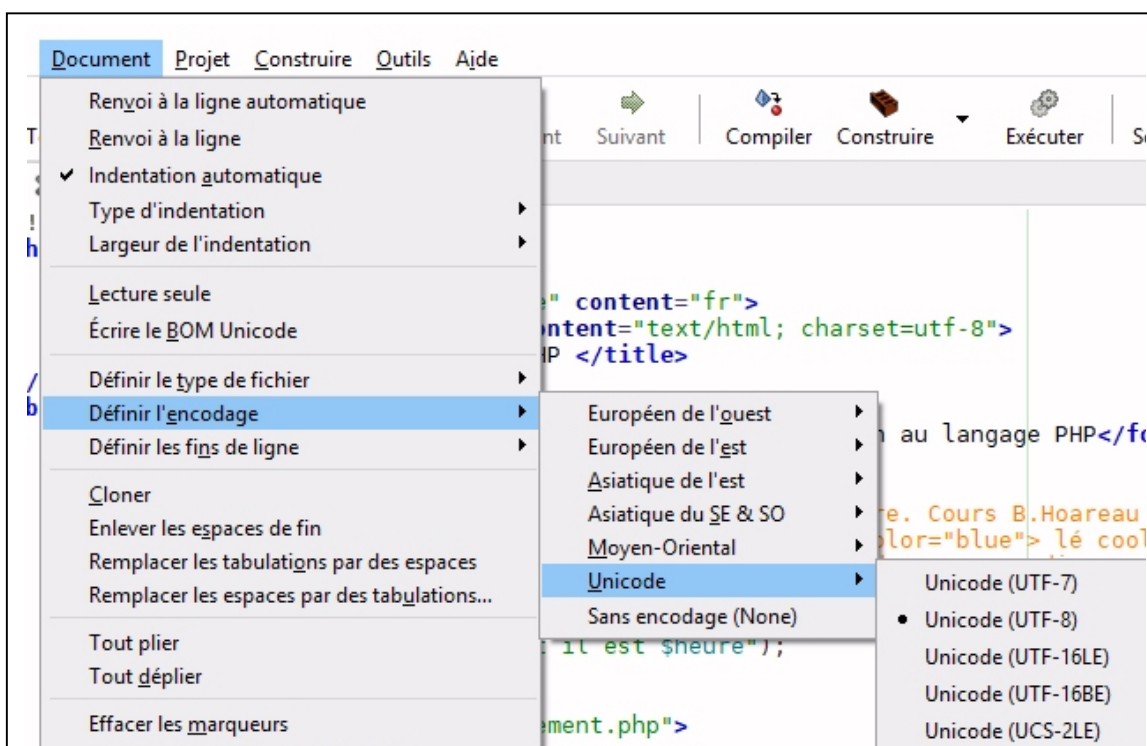 Document Projet Construire Outils Aide
Renvoi à la ligne automatique
Renvoi à la ligne
Indentation automatique
Type d'indentation
Largeur de l'indentation
Lecture seule
Écrire le BOM Unicode
Définir le type de fichier
Définir l'encodage
Définir les fins de ligne
Cloner
Enlever les espaces de fin
Remplacer les tabulations par des espaces
Remplacer les espaces par des tabulations...
Tout plier
Tout déplier
Effacer les marqueurs
Suivant Compiler Construire Exécuter
" content="fr">
content="text/html; charset=utf-8">
</title>
au langage PHP</fo
Cours B.Hoareau
="blue"> lé cool
il est $heure");
ement.php">
Européen de l'ouest
Européen de l'est
Asiatique de l'est
Asiatique du SE & SO
Moyen-Oriental
Unicode
Sans encodage (None)
Unicode (UTF-7)
Unicode (UTF-8)
Unicode (UTF-16LE)
Unicode (UTF-16BE)
Unicode (UCS-2LE)